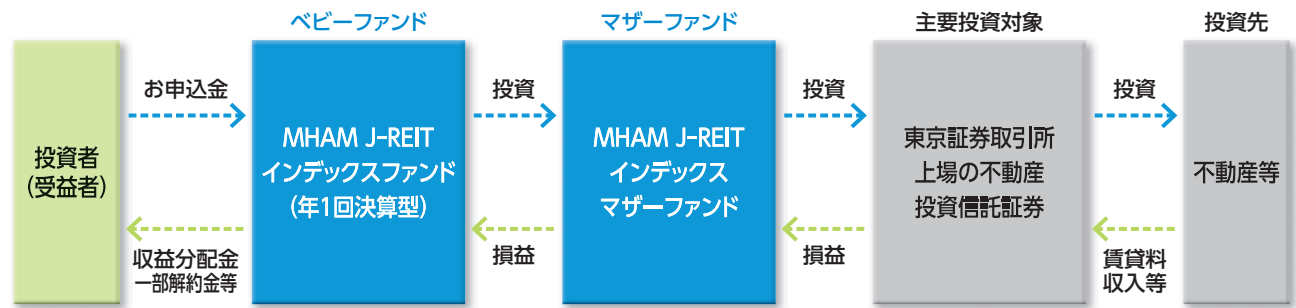 ベビーファンド
マザーファンド
主要投資対象
投資先
投資者
(受益者)
お申込金
収益分配金
一部解約金等
MHAM J-REIT
インデックスファンド
(年1回決算型)
投資
損益
MHAM J-REIT
インデックス
マザーファンド
投資
損益
東京証券取引所
上場の不動産
投資信託証券
投資
賃貸料
収入等
不動産等